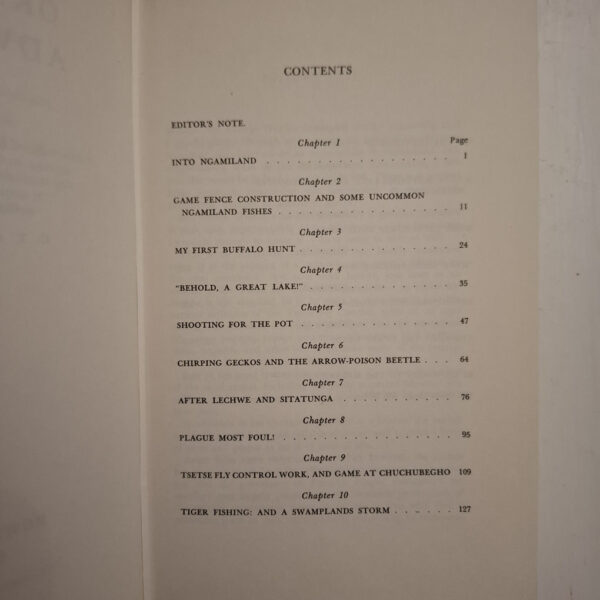 CONTENTS
EDITOR'S NOTE.
Chapter 1 Page
INTO NGAMILAND . . . . . . . . . . . . . . . . . . 1
Chapter 2
GAME FENCE CONSTRUCTION AND SOME UNCOMMON
NGAMILAND FISHES . . . . . . . . . . . . . . . . . 11
Chapter 3
MY FIRST BUFFALO HUNT . . . . . . . . . . . . . . . 24
Chapter 4
"BEHOLD, A GREAT LAKE!" . . . . . . . . . . . . . . 35
Chapter 5
SHOOTING FOR THE POT . . . . . . . . . . . . . . . 47
Chapter 6
CHIRPING GECKOS AND THE ARROW-POISON BEETLE . . . 64
Chapter 7
AFTER LECHWE AND SITATUNGA . . . . . . . . . . . 76
Chapter 8
PLAGUE MOST FOUL! . . . . . . . . . . . . . . . . . 95
Chapter 9
TSETSE FLY CONTROL WORK, AND GAME AT CHUCHUBEGHO 109
Chapter 10
TIGER FISHING: AND A SWAMPLANDS STORM . . . . . . 127